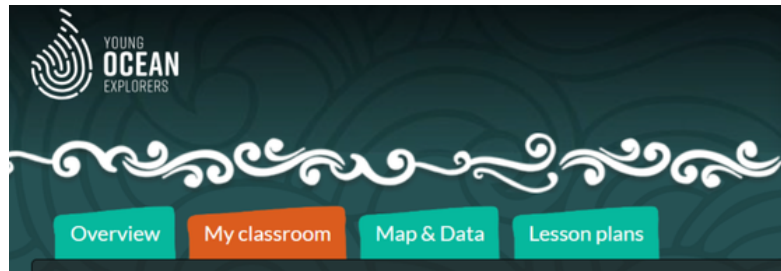 YOUNG
OCEAN
EXPLORERS
Overview My classroom Map & Data Lesson plans